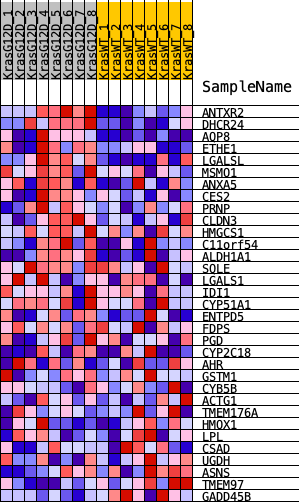 KrasG12D_1
KrasG12D_2
KrasG12D_3
KrasG12D_4
KrasG12D_5
KrasG12D_6
KrasG12D_7
KrasG12D_8
KrasWT_1
KrasWT_2
KrasWT_3
KrasWT_4
KrasWT_5
KrasWT_6
KrasWT_7
KrasWT_8
SampleName
ANTXR2
DHCR24
AQP8
ETHE1
LGALSL
MSMO1
ANXA5
CES2
PRNP
CLDN3
HMGCS1
C11orf54
ALDH1A1
SQLE
LGALS1
IDI1
CYP51A1
ENTPD5
FDPS
PGD
CYP2C18
AHR
GSTM1
CYB5B
ACTG1
TMEM176A
HMOX1
LPL
CSAD
UGDH
ASNS
TMEM97
GADD45B